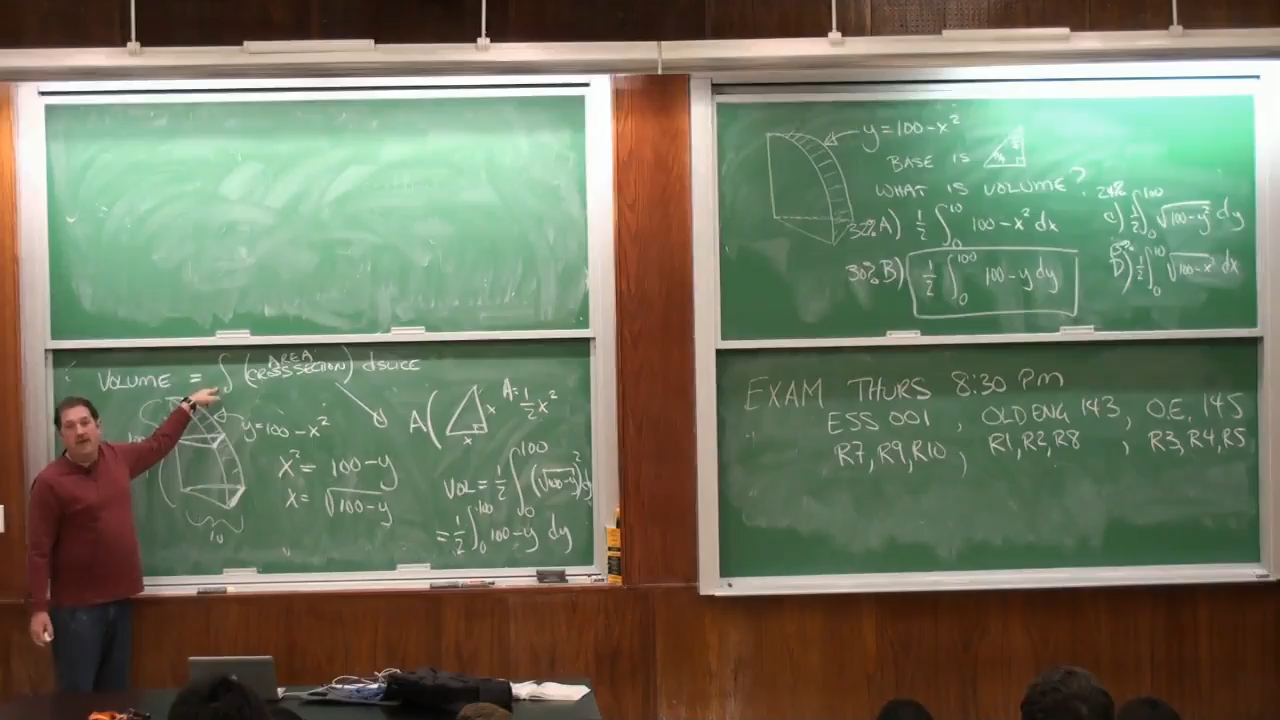 VOLUME = ∫ (AREA: CROSS SECTION) dSLICE
y = 100 - x²
x² = 100 - y
x = √100 - y
10
A( x x A = 1/2 x²
VOL = 1/2 ∫₀¹⁰⁰ (√100-y)²
= 1/2 ∫₀¹⁰⁰ 100 - y dy
y = 100 - x²
BASE IS
WHAT IS VOLUME?
32% A) 1/2 ∫₀¹⁰ 100 - x² dx
30% B) 1/2 ∫₀¹⁰⁰ 100 - y dy
24% C) 1/2 ∫₀¹⁰⁰ √100-y² dy
D) 1/2 ∫₀¹⁰ √100-x² dx
EXAM THURS 8:30 PM
ESS 001 , OLD ENG 143, O.E. 145
R7, R9, R10 , R1, R2, R8 , R3, R4, R5